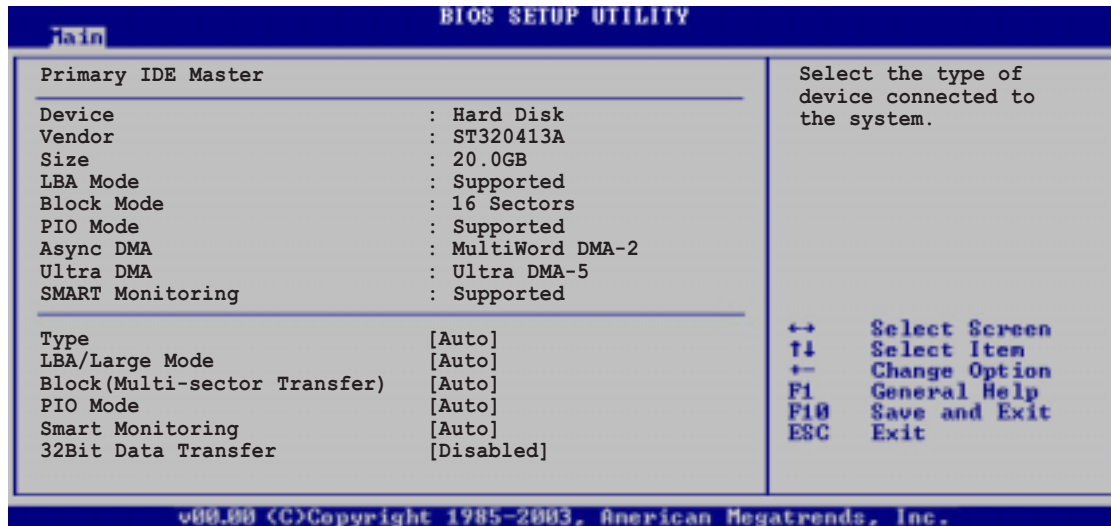 BIOS SETUP UTILITY
Main
Primary IDE Master
Device : Hard Disk
Vendor : ST320413A
Size : 20.0GB
LBA Mode : Supported
Block Mode : 16 Sectors
PIO Mode : Supported
Async DMA : MultiWord DMA-2
Ultra DMA : Ultra DMA-5
SMART Monitoring : Supported
Type [Auto]
LBA/Large Mode [Auto]
Block(Multi-sector Transfer) [Auto]
PIO Mode [Auto]
Smart Monitoring [Auto]
32Bit Data Transfer [Disabled]
Select the type of
device connected to
the system.
←→ Select Screen
↑↓ Select Item
+- Change Option
F1 General Help
F10 Save and Exit
ESC Exit
v00.00 (C)Copyright 1985-2003, American Megatrends, Inc.